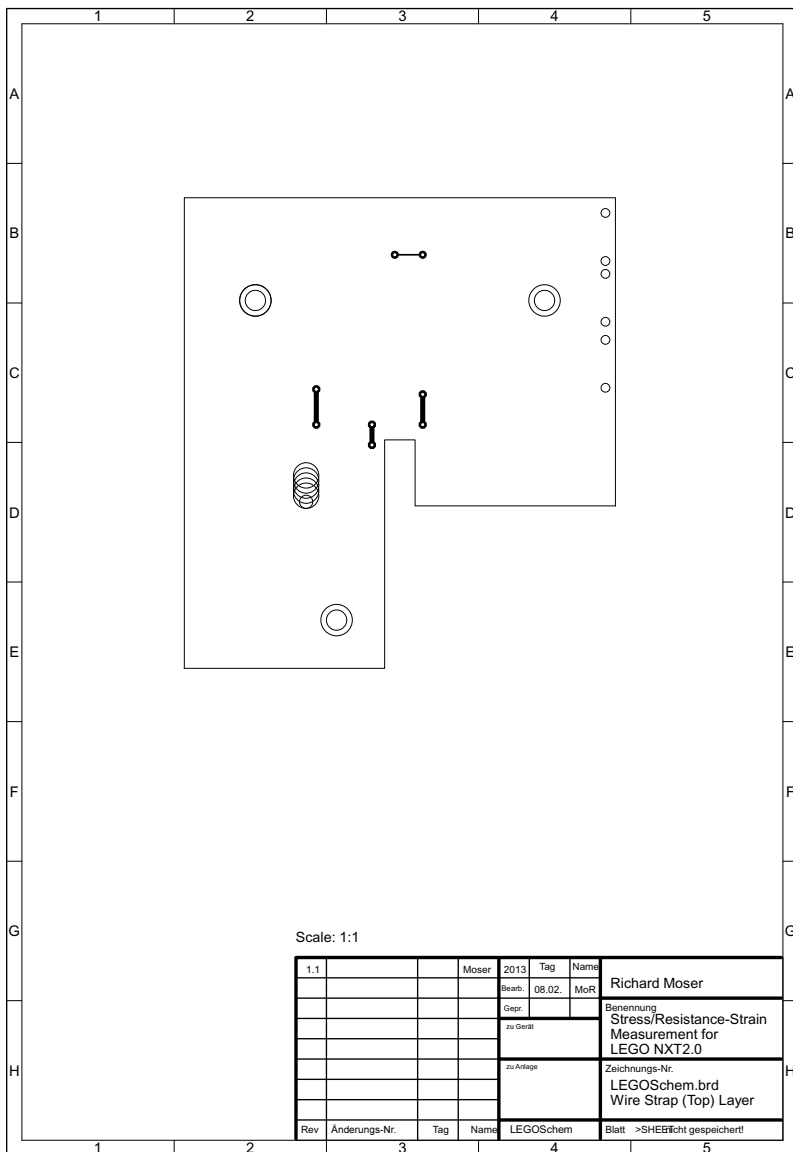 1 2 3 4 5
A A
B B
C C
D D
E E
F F
G G
H H
Scale: 1:1
1.1 Moser 2013 Tag Name
Richard Moser
Bearb. 08.02. MoR
Gepr.
Benennung
Stress/Resistance-Strain
Measurement for
LEGO NXT2.0
zu Gerät
zu Anlage
Zeichnungs-Nr.
LEGOSchem.brd
Wire Strap (Top) Layer
Rev Änderungs-Nr. Tag Name LEGOSchem Blatt gespeichert!
1 2 3 4 5